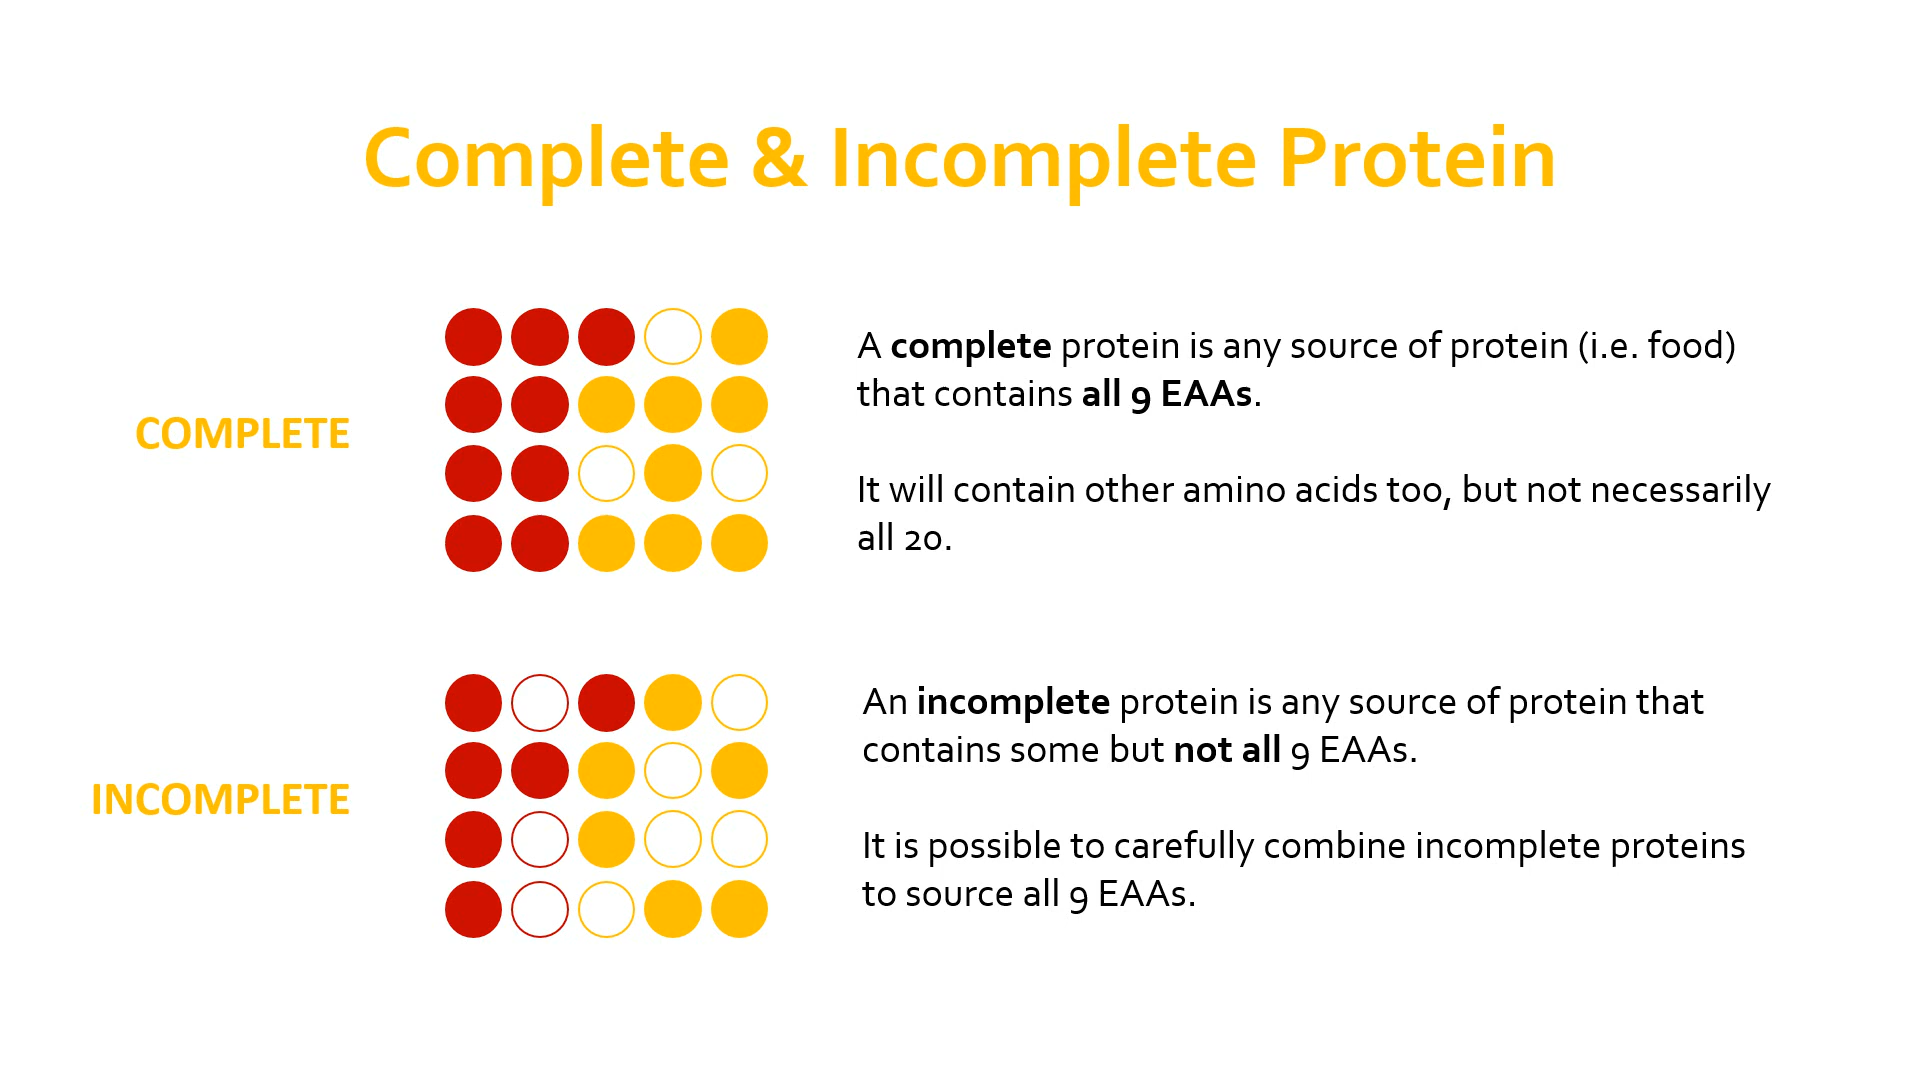 Complete & Incomplete Protein
COMPLETE
A complete protein is any source of protein (i.e. food)
that contains all 9 EAAs.
It will contain other amino acids too, but not necessarily
all 20.
INCOMPLETE
An incomplete protein is any source of protein that
contains some but not all 9 EAAs.
It is possible to carefully combine incomplete proteins
to source all 9 EAAs.